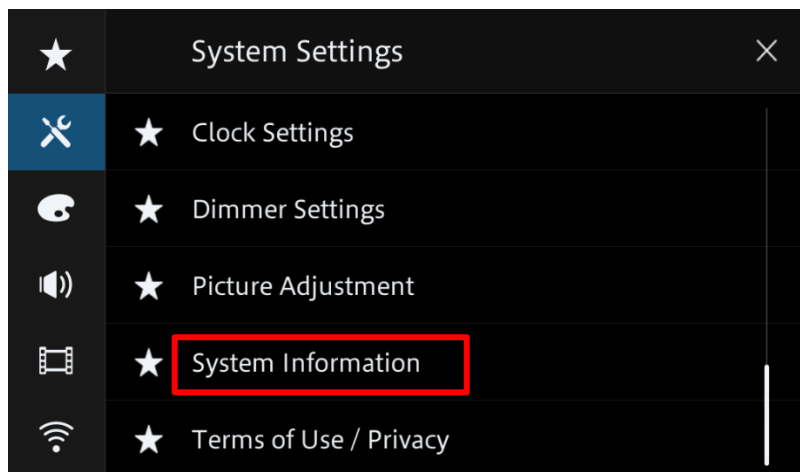 System Settings
Clock Settings
Dimmer Settings
Picture Adjustment
System Information
Terms of Use / Privacy